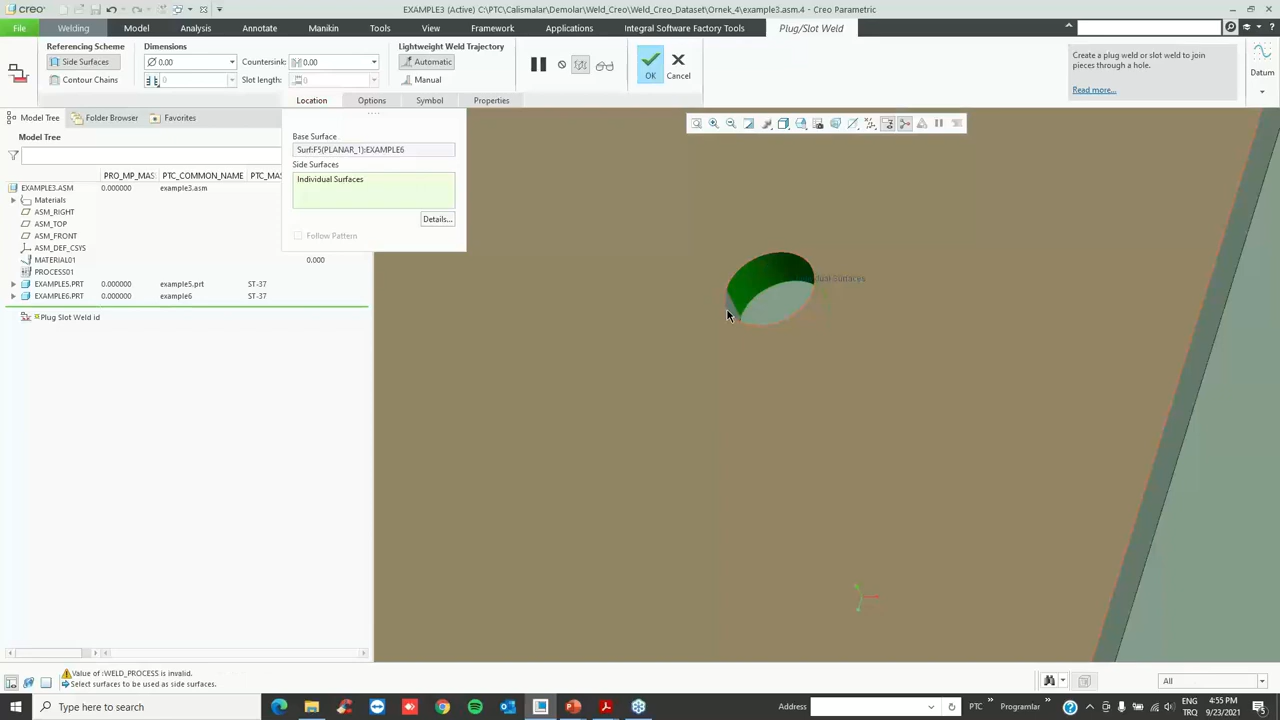 EXAMPLE3 (Active) C:\PTC\Calismalar\Demolar\Weld_Creo\Weld_Creo_Dataset\Ornek_4\example3.asm.4 - Creo Parametric
File Welding Model Analysis Annotate Manikin Tools View Framework Applications Integral Software Factory Tools Plug/Slot Weld
Referencing Scheme Dimensions Lightweight Weld Trajectory
Side Surfaces 0.00 Countersink: 0.00 Automatic
Contour Chains 0 Slot length: 0 Manual
OK Cancel
Create a plug weld or slot weld to join
pieces through a hole.
Read more...
Datum
Location Options Symbol Properties
creo Model Tree Folder Browser Favorites
Model Tree
Base Surface
Surf:F5(PLANAR_1):EXAMPLE6
Side Surfaces
Individual Surfaces
Details...
Follow Pattern
PRO_MP_MAS PTC_COMMON_NAME PTC_MAS
EXAMPLE3.ASM 0.000000 example3.asm
Materials
ASM_RIGHT
ASM_TOP
ASM_FRONT
ASM_DEF_CSYS
MATERIAL01 0.000
PROCESS01
EXAMPLE5.PRT 0.000000 example5.prt ST-37
EXAMPLE6.PRT 0.000000 example6 ST-37
Plug Slot Weld id
Value of :WELD_PROCESS is invalid.
Select surfaces to be used as side surfaces.
All
Type here to search
Address PTC Programlar
ENG
TRQ
4:55 PM
9/23/2021